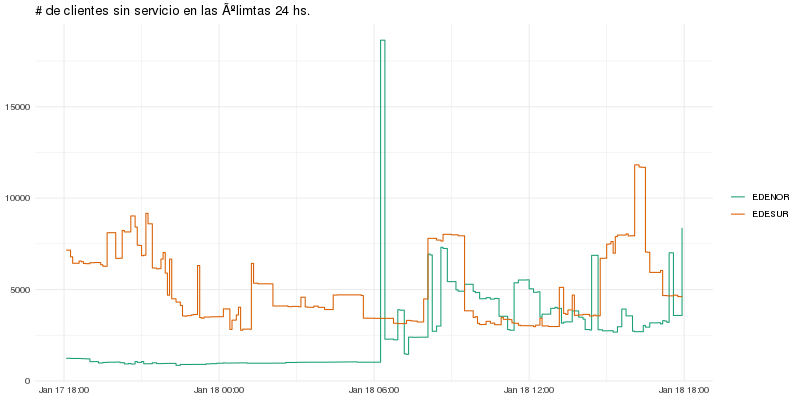 # de clientes sin servicio en las Ãºlimtas 24 hs.
15000
10000
5000
0
Jan 17 18:00
Jan 18 00:00
Jan 18 06:00
Jan 18 12:00
Jan 18 18:00
EDENOR
EDESUR